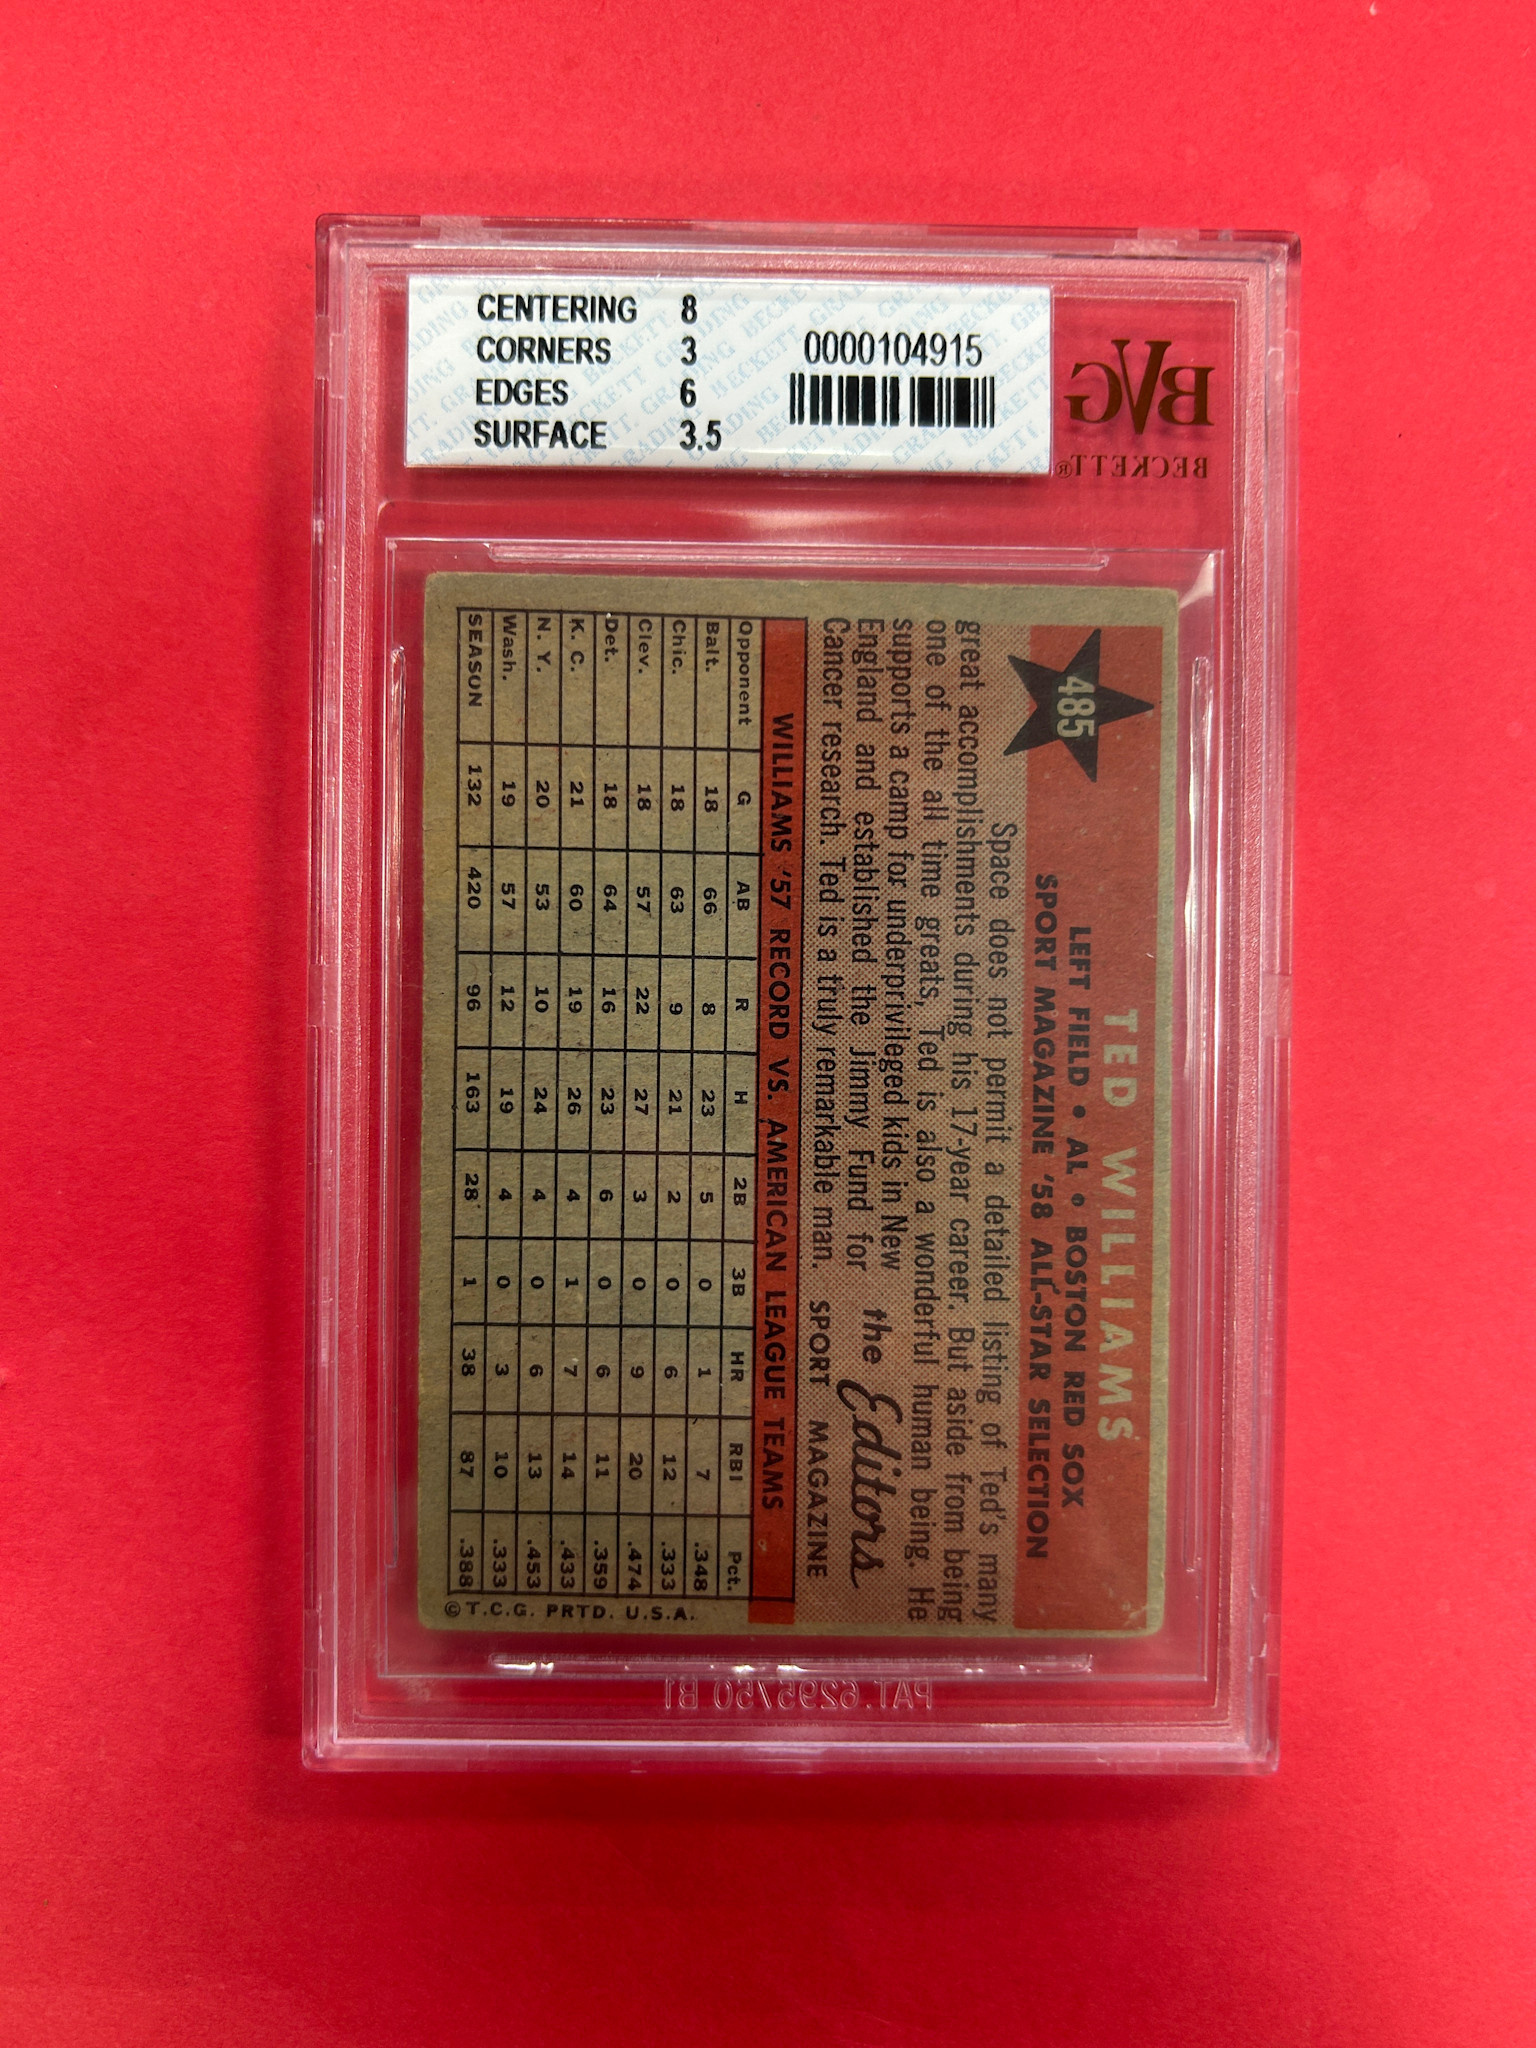 CENTERING 8
CORNERS 3
EDGES 6
SURFACE 3.5
0000104915
BVG
BECKETT®
485
TED WILLIAMS
LEFT FIELD • AL • BOSTON RED SOX
SPORT MAGAZINE '58 ALL-STAR SELECTION
Space does not permit a detailed listing of Ted's many
great accomplishments during his 17-year career. But aside from being
one of the all time greats, Ted is also a wonderful human being. He
supports a camp for underprivileged kids in New
England and established the Jimmy Fund for
Cancer research. Ted is a truly remarkable man.
the Editors
SPORT MAGAZINE
WILLIAMS '57 RECORD VS. AMERICAN LEAGUE TEAMS
Opponent G AB R H 2B 3B HR RBI Pct.
Balt. 18 66 8 23 5 0 1 7 .348
Chic. 18 63 9 21 2 0 6 12 .333
Clev. 18 57 22 27 3 0 9 20 .474
Det. 18 64 16 23 6 0 6 11 .359
K. C. 21 60 19 26 4 1 7 14 .433
N. Y. 20 53 10 24 4 0 6 13 .453
Wash. 19 57 12 19 4 0 3 10 .333
SEASON 132 420 96 163 28 1 38 87 .388
© T.C.G. PRTD. U.S.A.
PAT.6295750 B1